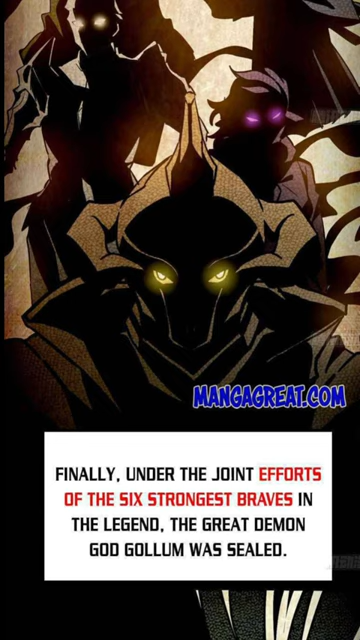 MANGAGREAT.COM
FINALLY, UNDER THE JOINT EFFORTS
OF THE SIX STRONGEST BRAVES IN
THE LEGEND, THE GREAT DEMON
GOD GOLLUM WAS SEALED.